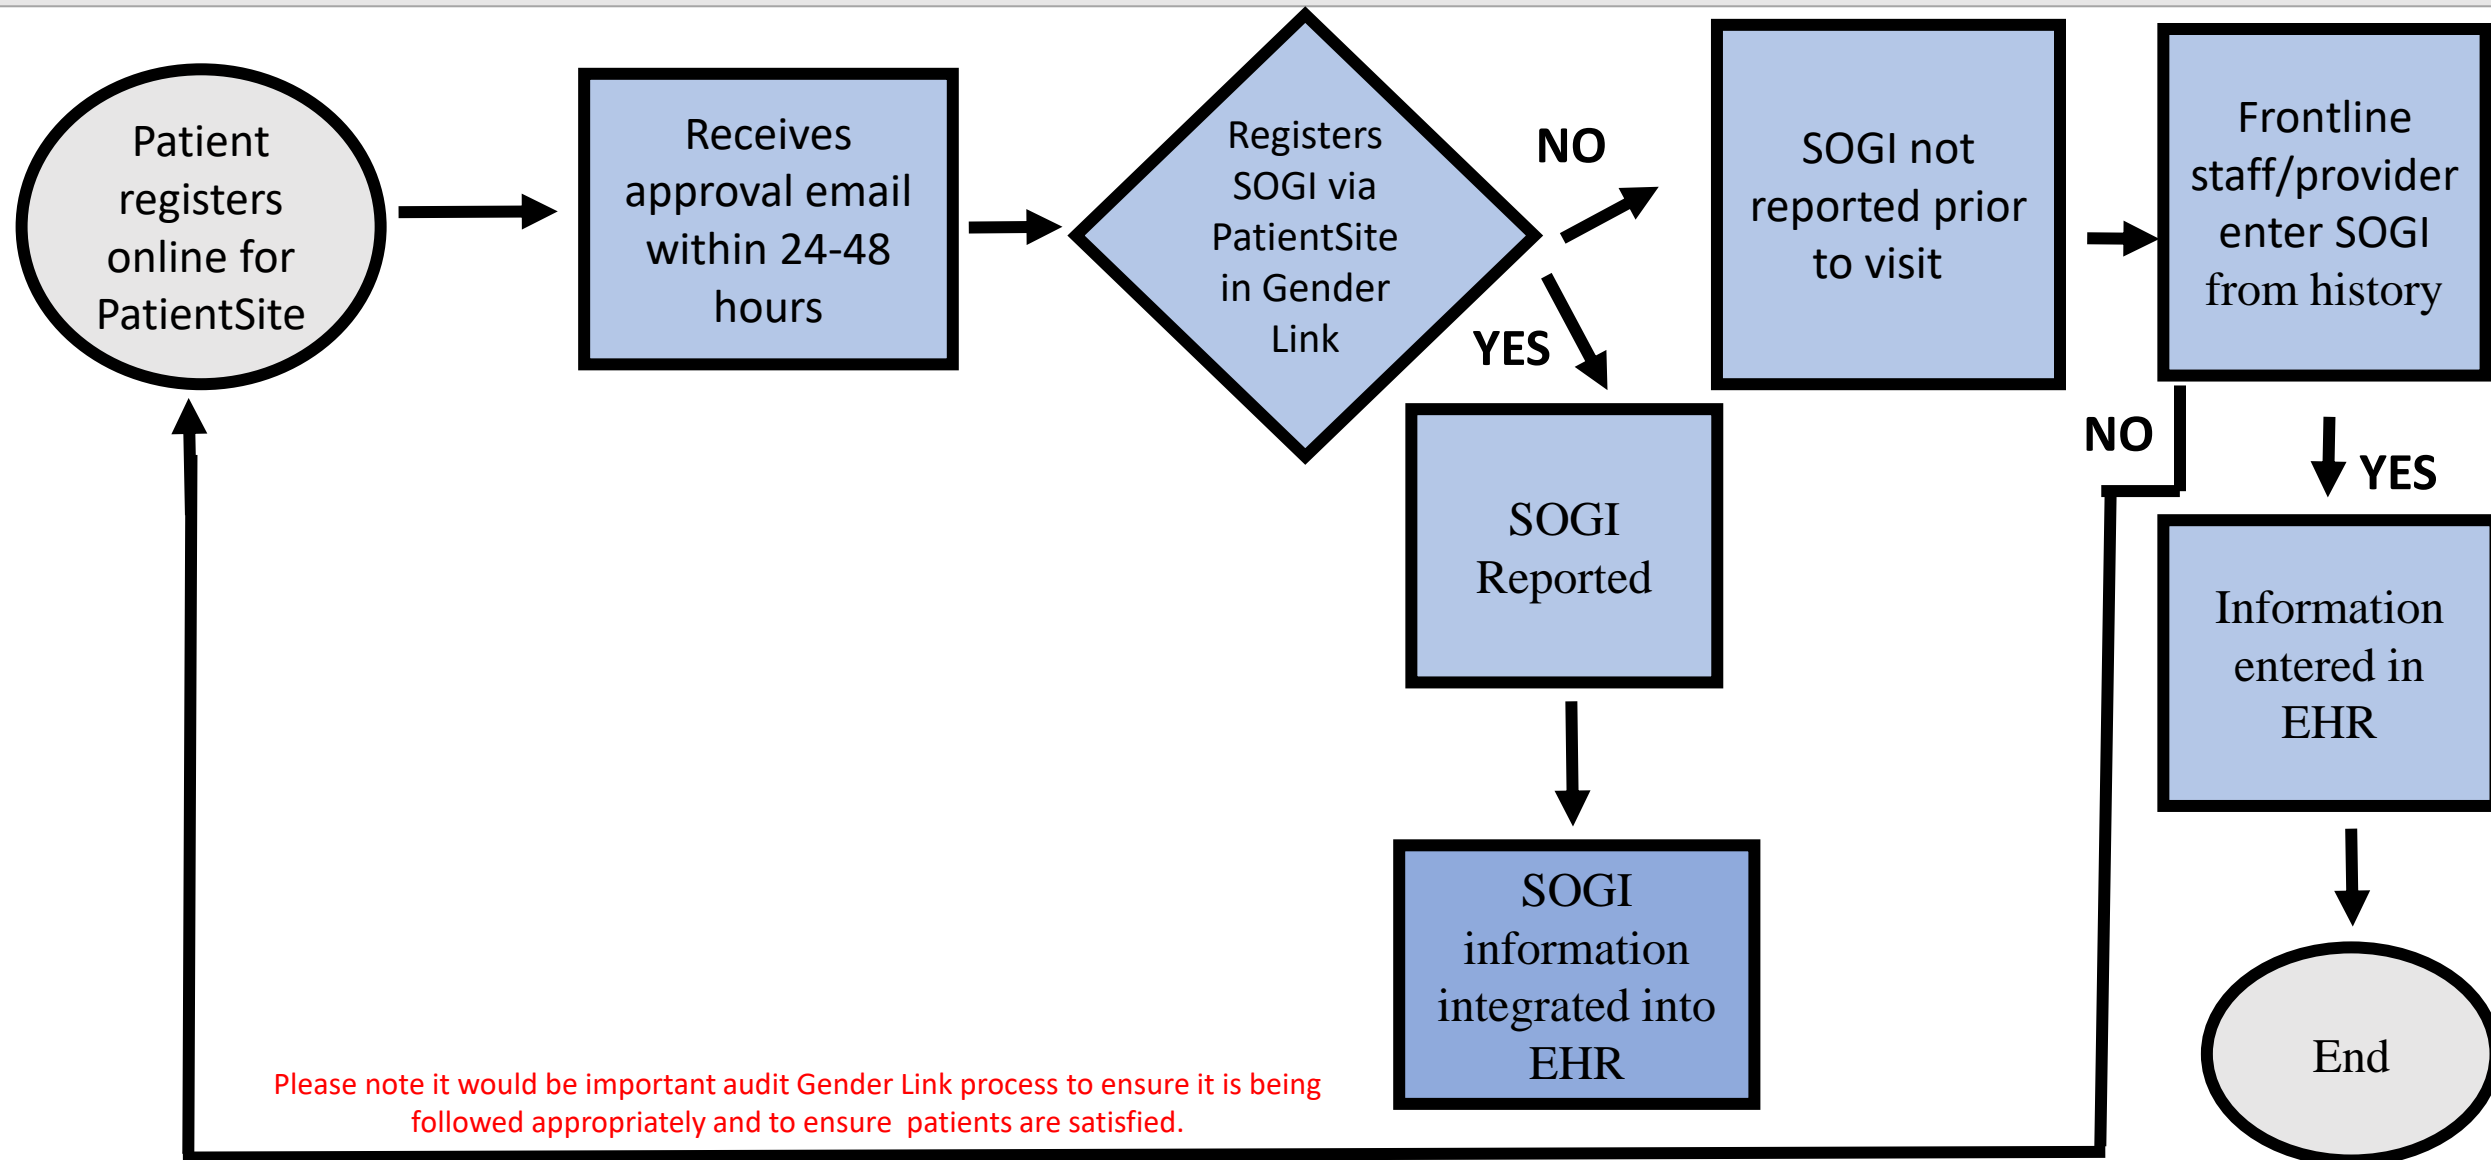 Patient
registers
online for
PatientSite
Receives
approval email
within 24-48
hours
Registers
SOGI via
PatientSite
in Gender
Link
NO
YES
SOGI not
reported prior
to visit
Frontline
staff/provider
enter SOGI
from history
NO
YES
SOGI
Reported
Information
entered in
EHR
SOGI
information
integrated into
EHR
End
Please note it would be important audit Gender Link process to ensure it is being
followed appropriately and to ensure  patients are satisfied.